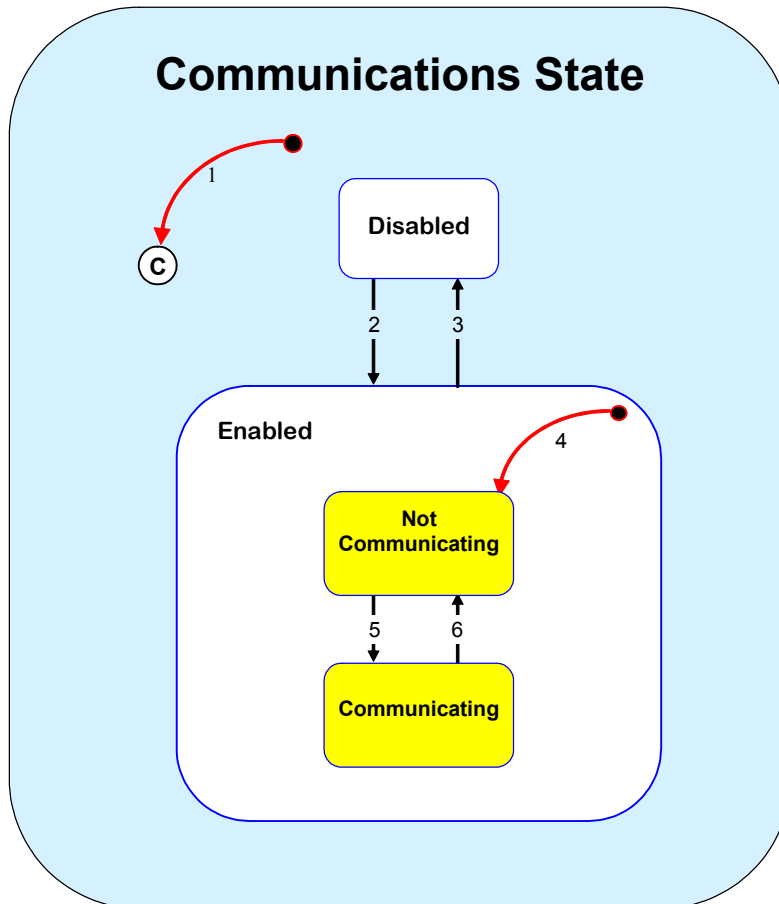 Communications State
1
C
Disabled
2 3
Enabled
4
Not
Communicating
5 6
Communicating